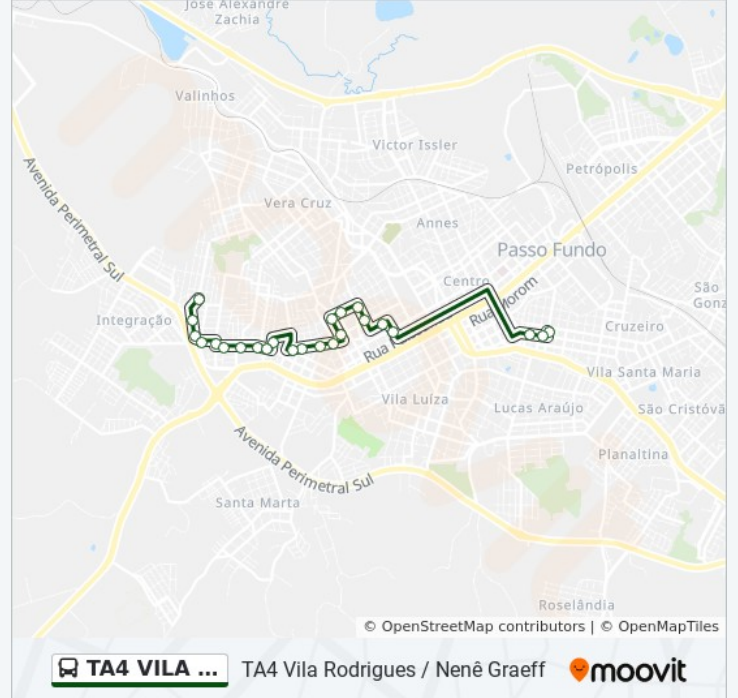 José Alexandre
Zachia
Valinhos
Victor Issler
Petrópolis
Avenida Perimetral Sul
Vera Cruz
Annes
Passo Fundo
Centro
São
Gonz
Rua Morom
Integração
Cruzeiro
Rua
Vila Santa Maria
Vila Luíza
Lucas Araújo
São Cristóvã
Avenida Perimetral Sul
Planaltina
Santa Marta
Roselândia
© OpenStreetMap contributors | © OpenMapTiles
TA4 VILA ...
TA4 Vila Rodrigues / Nenê Graeff
moovit